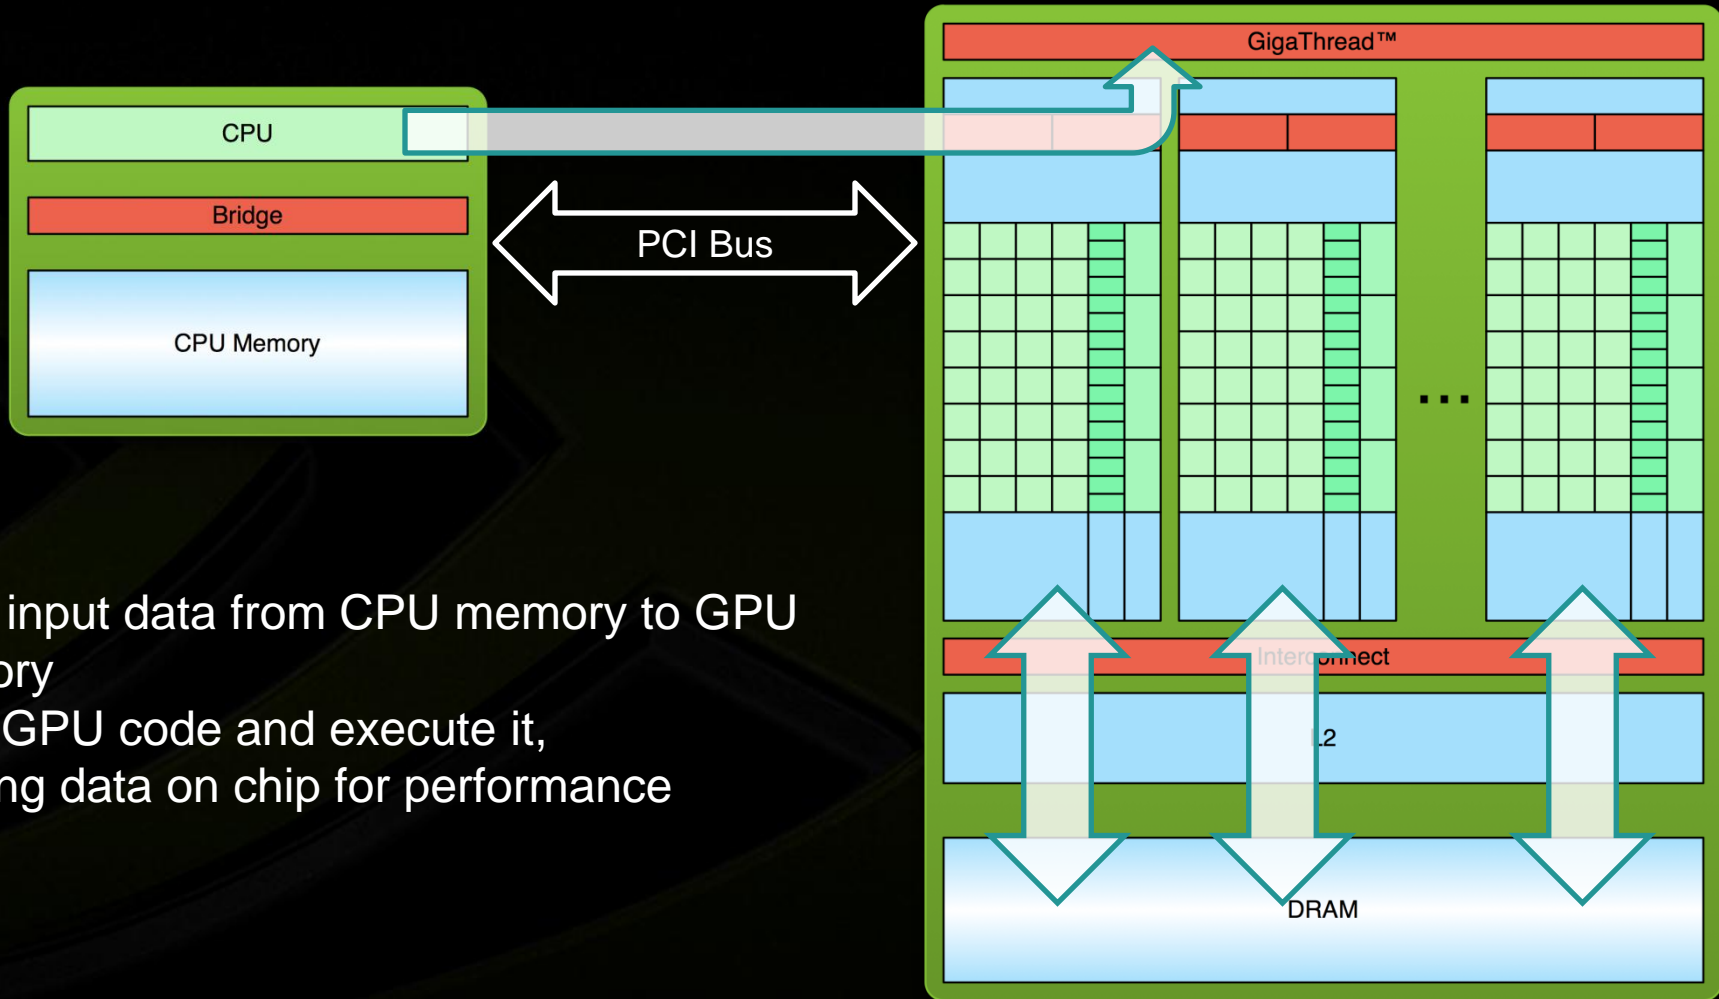 GigaThread™
CPU
Bridge
PCI Bus
CPU Memory
...
Interconnect
L2
DRAM
input data from CPU memory to GPU
ory
GPU code and execute it,
ng data on chip for performance